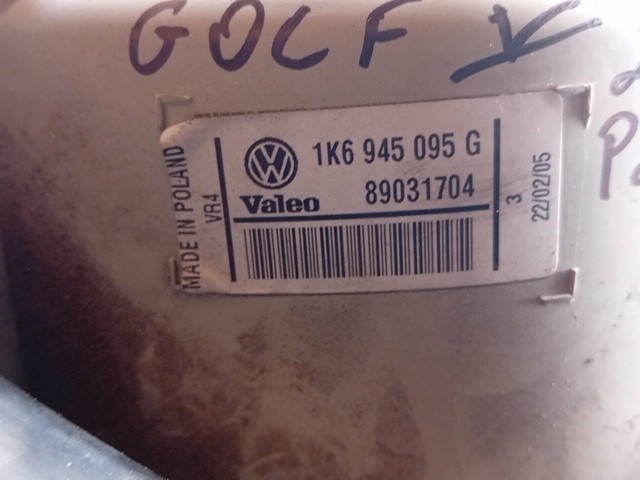 GOLF V
MADE IN POLAND
VR4
1K6 945 095 G
Valeo 89031704
3
22/02/05